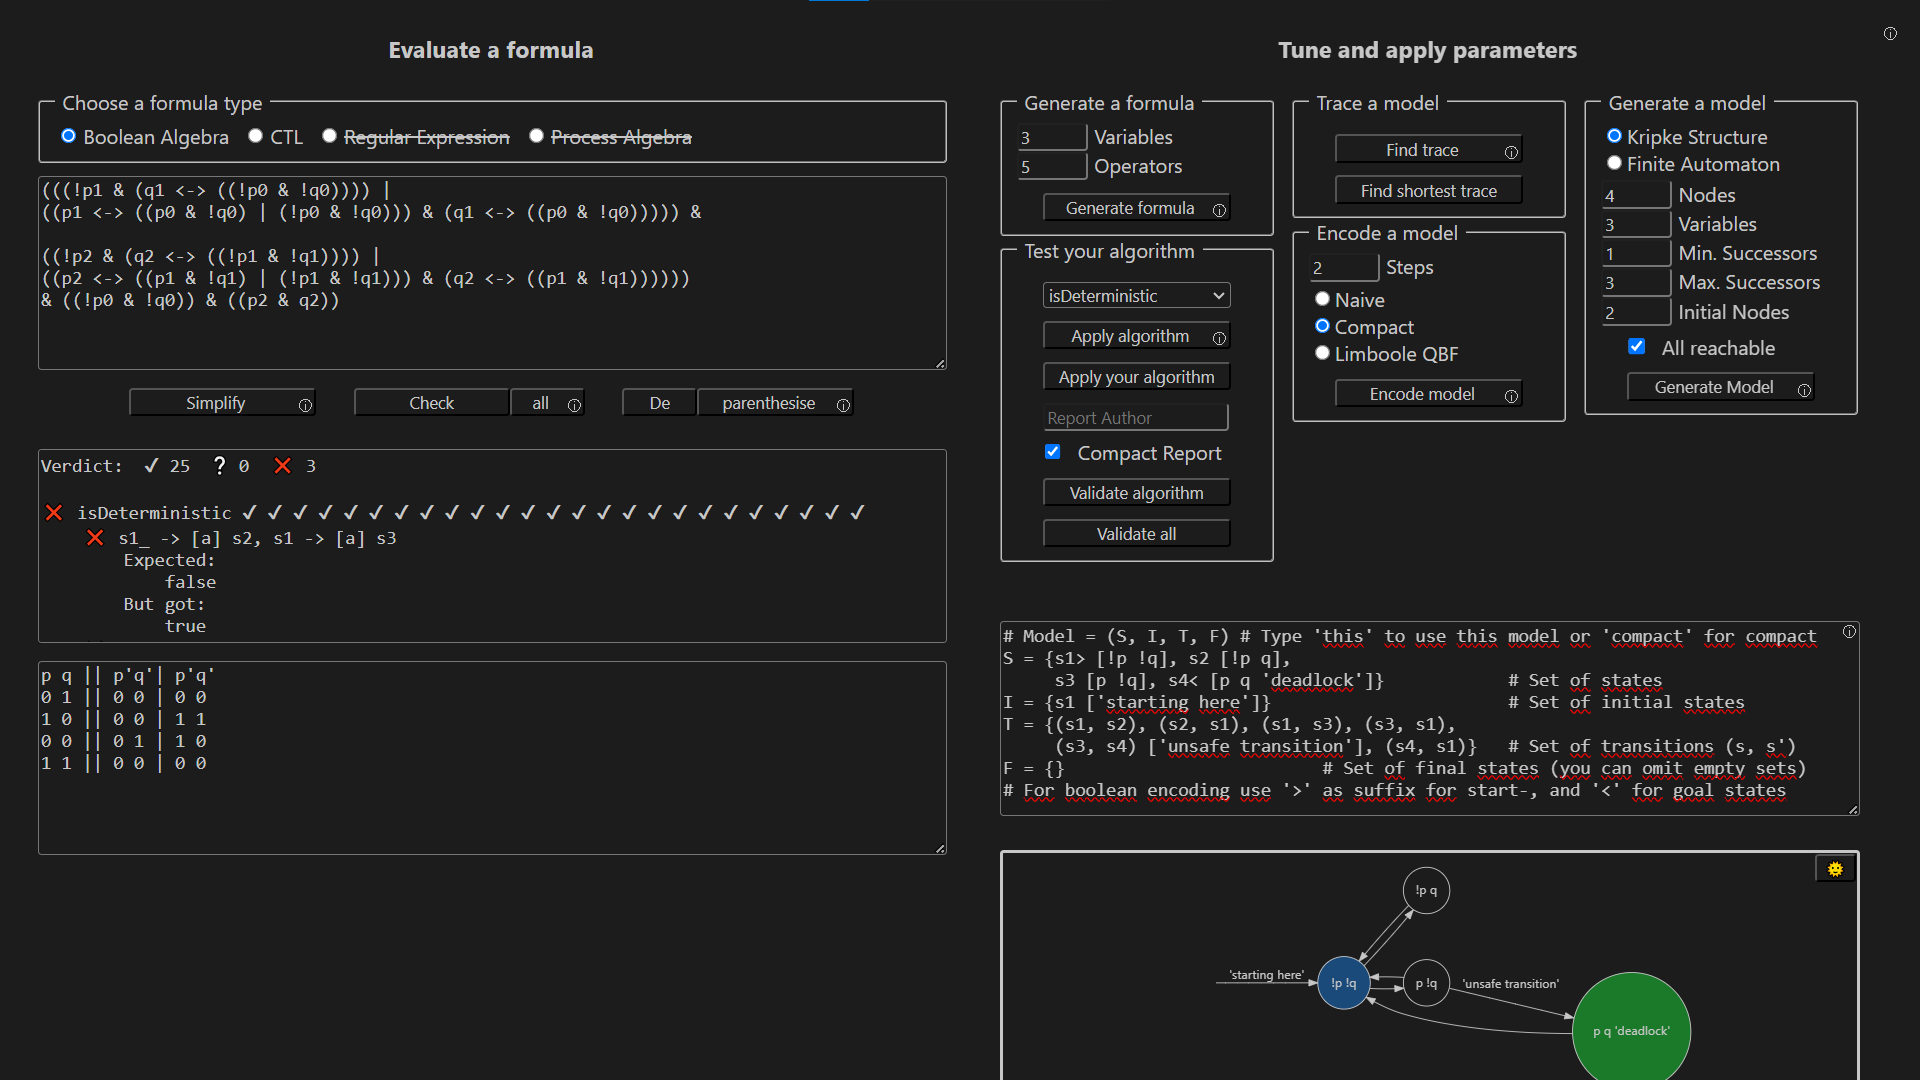 Evaluate a formula
Choose a formula type
Boolean Algebra CTL Regular Expression Process Algebra
(((!p1 & (q1 <-> ((!p0 & !q0)))) |
((p1 <-> ((p0 & !q0) | (!p0 & !q0))) & (q1 <-> ((p0 & !q0))))) &
((!p2 & (q2 <-> ((!p1 & !q1)))) |
((p2 <-> ((p1 & !q1) | (!p1 & !q1))) & (q2 <-> ((p1 & !q1))))))
& ((!p0 & !q0)) & ((p2 & q2))
Simplify Check all De parenthesise
Verdict: ✓ 25 ? 0 ❌ 3
❌ isDeterministic ✓ ✓ ✓ ✓ ✓ ✓ ✓ ✓ ✓ ✓ ✓ ✓ ✓ ✓ ✓ ✓ ✓ ✓ ✓ ✓ ✓ ✓ ✓ ✓ ✓
❌ s1_ -> [a] s2, s1 -> [a] s3
Expected:
false
But got:
true
p q || p'q'| p'q'
0 1 || 0 0 | 0 0
1 0 || 0 0 | 1 1
0 0 || 0 1 | 1 0
1 1 || 0 0 | 0 0
Tune and apply parameters
Generate a formula
3 Variables
5 Operators
Generate formula
Test your algorithm
isDeterministic
Apply algorithm
Apply your algorithm
Report Author
Compact Report
Validate algorithm
Validate all
Trace a model
Find trace
Find shortest trace
Encode a model
2 Steps
Naive
Compact
Limboole QBF
Encode model
Generate a model
Kripke Structure
Finite Automaton
4 Nodes
3 Variables
1 Min. Successors
3 Max. Successors
2 Initial Nodes
All reachable
Generate Model
# Model = (S, I, T, F) # Type 'this' to use this model or 'compact' for compact
S = {s1> [!p !q], s2 [!p q],
s3 [p !q], s4< [p q 'deadlock']} # Set of states
I = {s1 ['starting here']} # Set of initial states
T = {(s1, s2), (s2, s1), (s1, s3), (s3, s1),
(s3, s4) ['unsafe transition'], (s4, s1)} # Set of transitions (s, s')
F = {} # Set of final states (you can omit empty sets)
# For boolean encoding use '>' as suffix for start-, and '<' for goal states
!p q
'starting here'
!p !q
p !q
'unsafe transition'
p q 'deadlock'